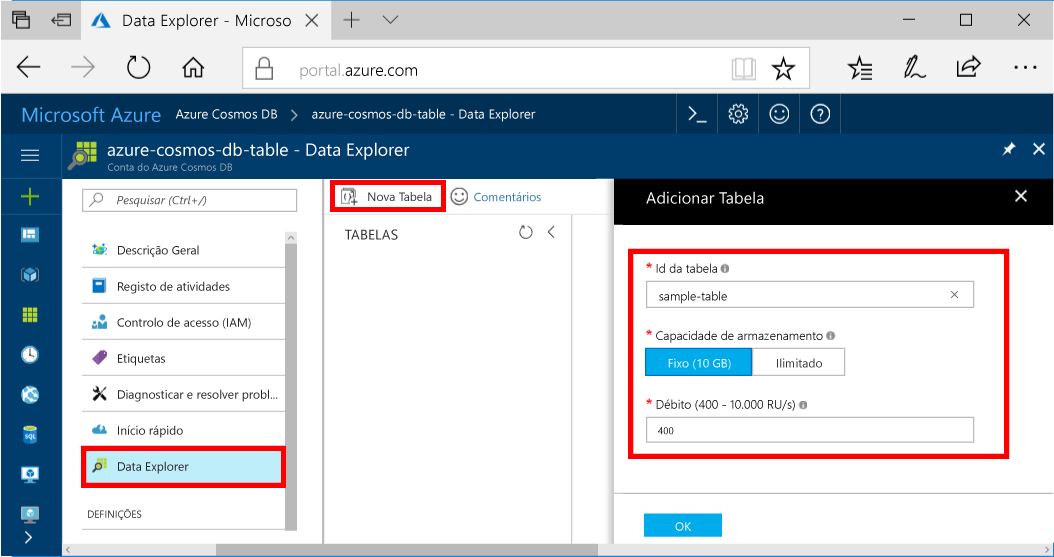 Data Explorer - Microso
portal.azure.com
Microsoft Azure Azure Cosmos DB > azure-cosmos-db-table - Data Explorer
azure-cosmos-db-table - Data Explorer
Conta do Azure Cosmos DB
Pesquisar (Ctrl+/)
Descrição Geral
Registo de atividades
Controlo de acesso (IAM)
Etiquetas
Diagnosticar e resolver probl...
Início rápido
Data Explorer
DEFINIÇÕES
SQL
Nova Tabela Comentários
TABELAS
Adicionar Tabela
* Id da tabela
sample-table
* Capacidade de armazenamento
Fixo (10 GB) Ilimitado
* Débito (400 - 10.000 RU/s)
400
OK